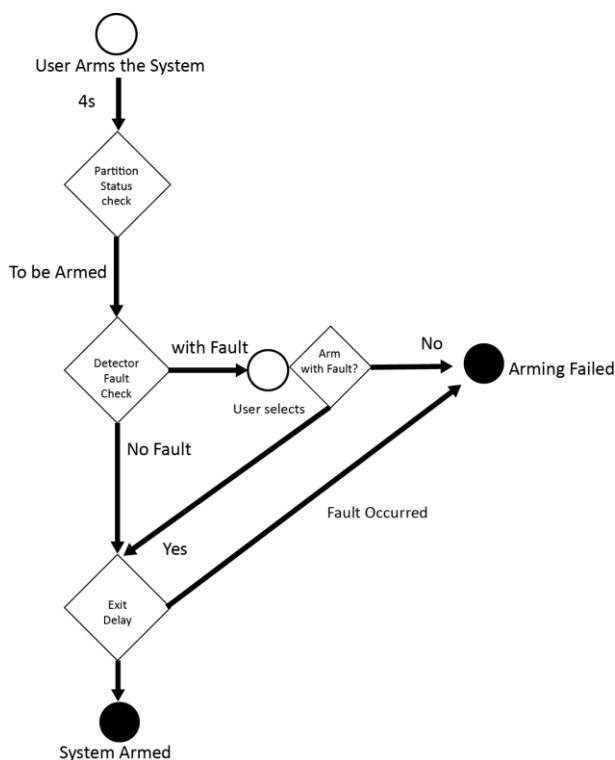 User Arms the System
4s
Partition
Status
check
To be Armed
Detector
Fault
Check
with Fault
User selects
Arm
with Fault?
No
Arming Failed
No Fault
Yes
Fault Occurred
Exit
Delay
System Armed